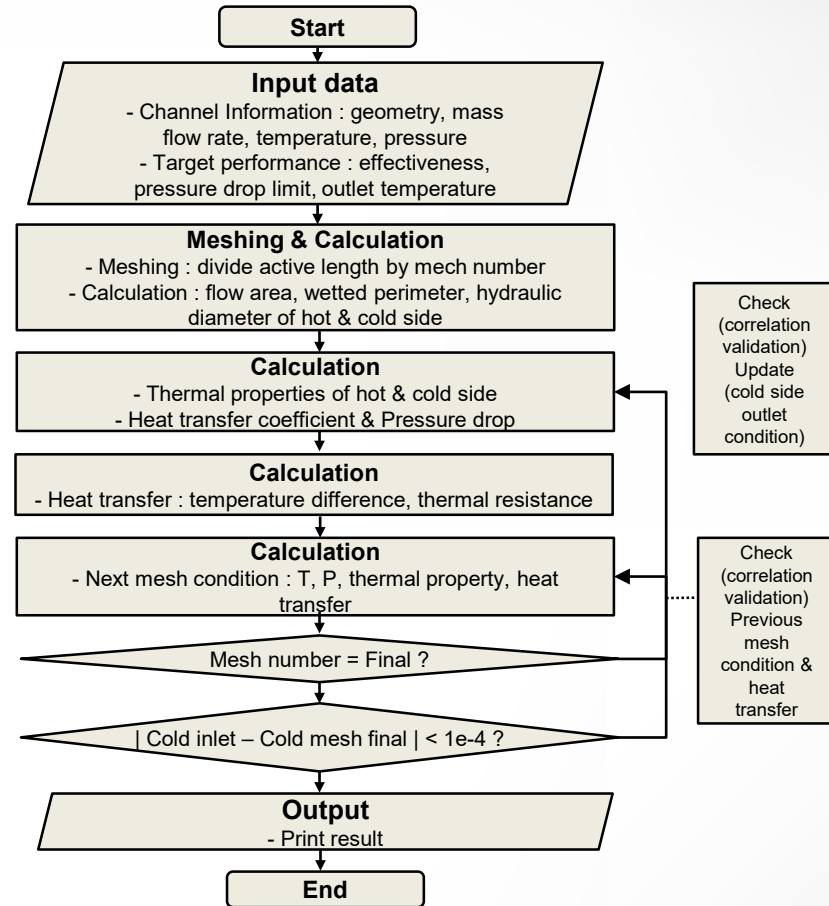 Start
Input data
- Channel Information : geometry, mass
flow rate, temperature, pressure
- Target performance : effectiveness,
pressure drop limit, outlet temperature
Meshing & Calculation
- Meshing : divide active length by mech number
- Calculation : flow area, wetted perimeter, hydraulic
diameter of hot & cold side
Calculation
- Thermal properties of hot & cold side
- Heat transfer coefficient & Pressure drop
Calculation
- Heat transfer : temperature difference, thermal resistance
Calculation
- Next mesh condition : T, P, thermal property, heat
transfer
Mesh number = Final ?
| Cold inlet – Cold mesh final | < 1e-4 ?
Output
- Print result
End
Check
(correlation
validation)
Update
(cold side
outlet
condition)
Check
(correlation
validation)
Previous
mesh
condition &
heat
transfer